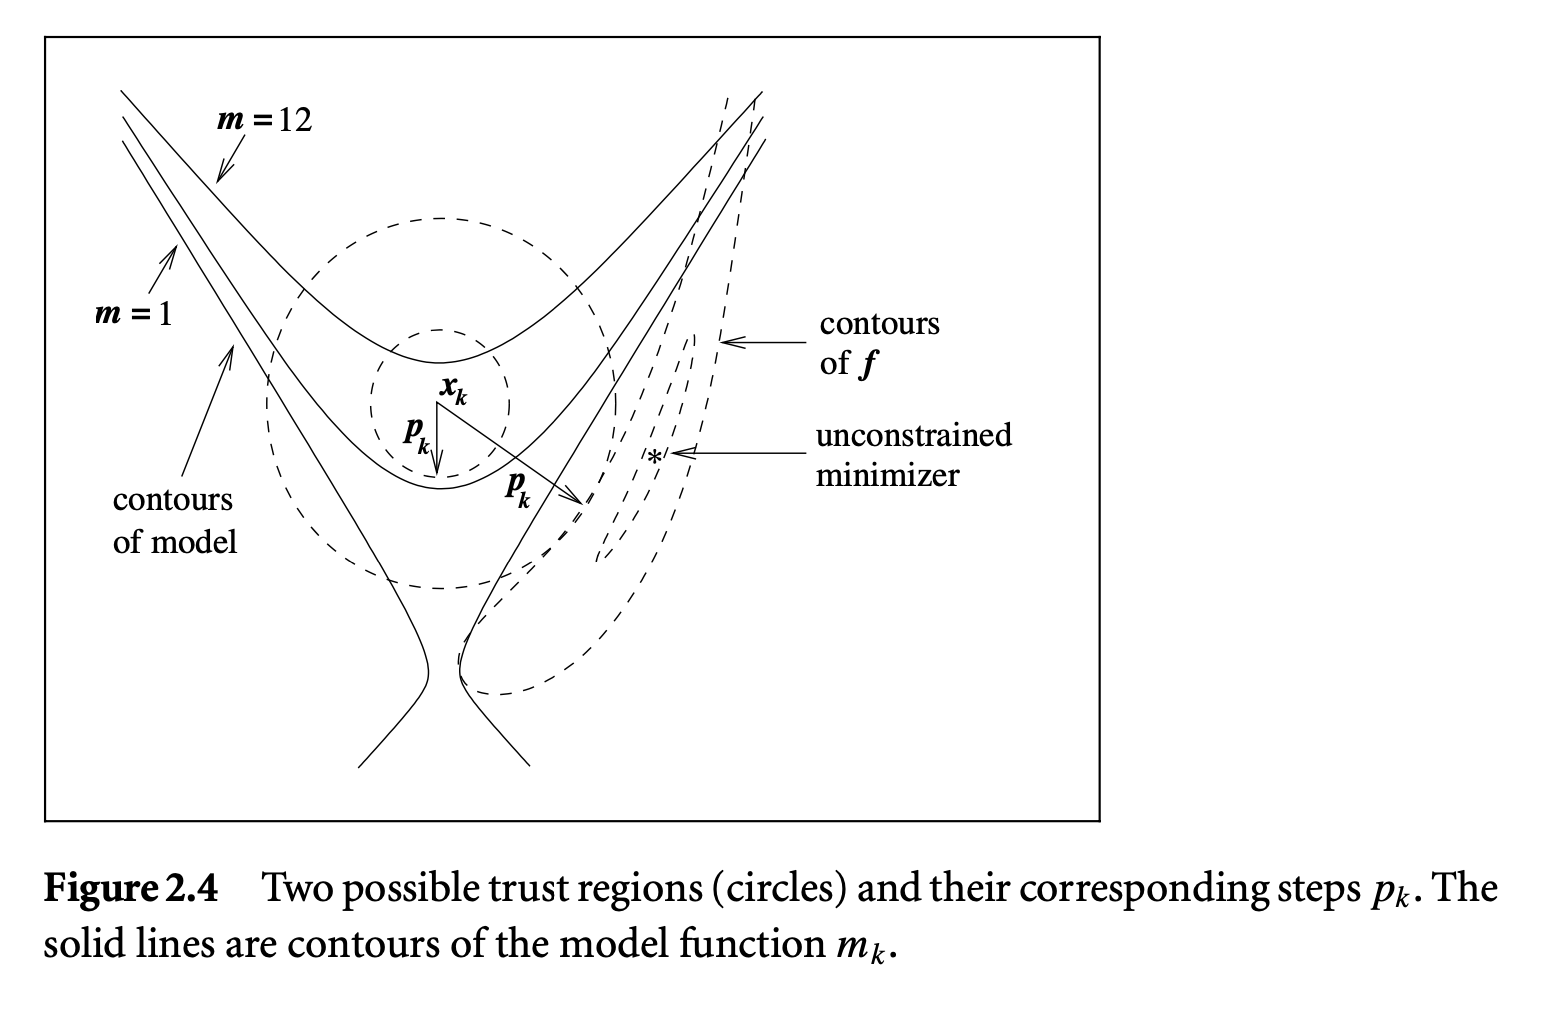 m = 12
m = 1
contours
of f
x_k
p_k
unconstrained
minimizer
*
p_k
contours
of model
Figure 2.4 Two possible trust regions (circles) and their corresponding steps p_k. The
solid lines are contours of the model function m_k.